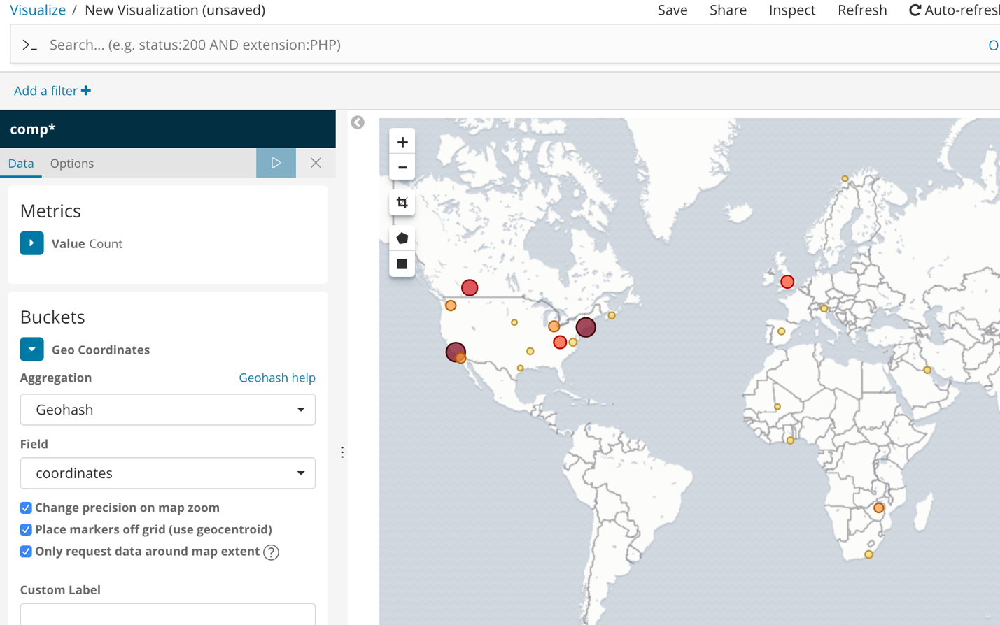 Visualize / New Visualization (unsaved)
Save Share Inspect Refresh Auto-refresh
>_ Search... (e.g. status:200 AND extension:PHP)
O
Add a filter +
comp*
Data Options
Metrics
Value Count
Buckets
Geo Coordinates
Aggregation Geohash help
Geohash
Field
coordinates
Change precision on map zoom
Place markers off grid (use geocentroid)
Only request data around map extent ?
Custom Label
+
−